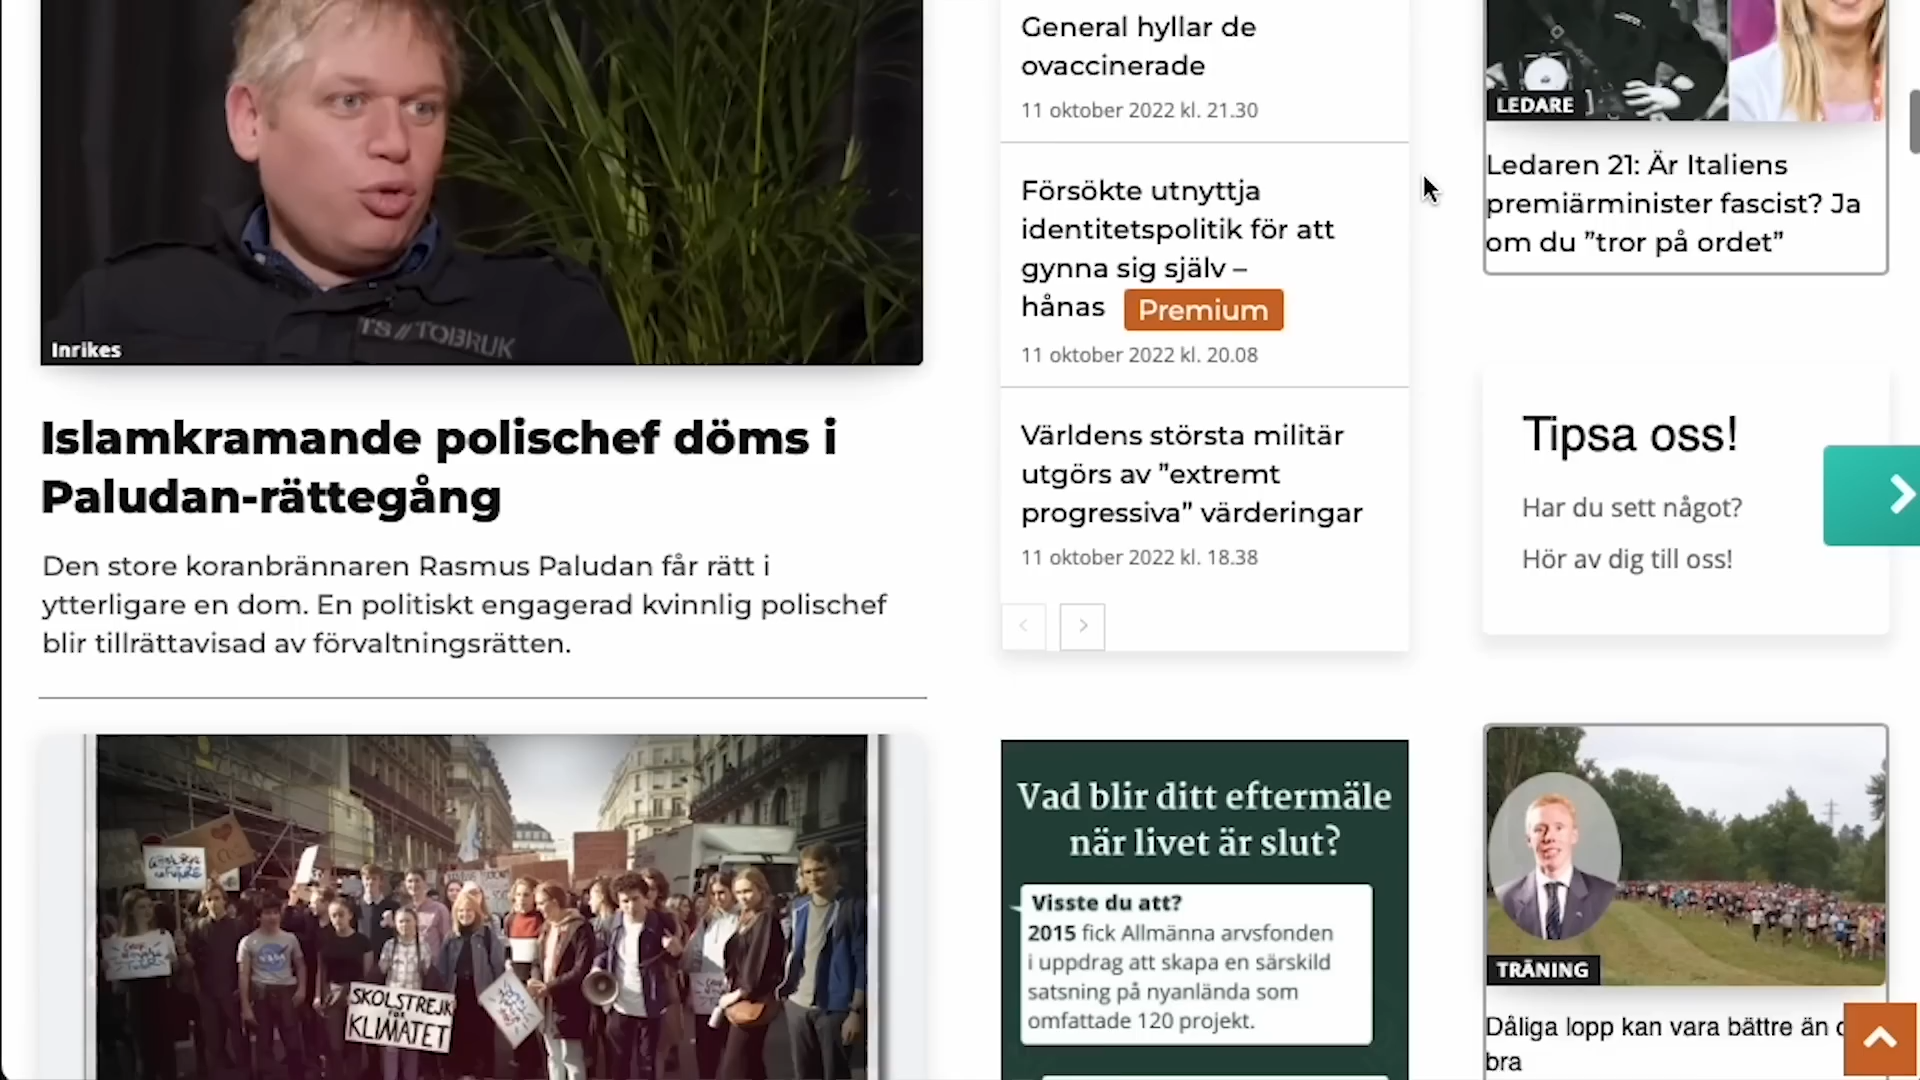 TS // TOBRUK
Inrikes
Islamkramande polischef döms i
Paludan-rättegång
Den store koranbrännaren Rasmus Paludan får rätt i
ytterligare en dom. En politiskt engagerad kvinnlig polischef
blir tillrättavisad av förvaltningsrätten.
SKOLSTREJK
FOR
KLIMATET
General hyllar de
ovaccinerade
11 oktober 2022 kl. 21.30
Försökte utnyttja
identitetspolitik för att
gynna sig själv –
hånas Premium
11 oktober 2022 kl. 20.08
Världens största militär
utgörs av ”extremt
progressiva” värderingar
11 oktober 2022 kl. 18.38
Vad blir ditt eftermäle
när livet är slut?
Visste du att?
2015 fick Allmänna arvsfonden
i uppdrag att skapa en särskild
satsning på nyanlända som
omfattade 120 projekt.
LEDARE
Ledaren 21: Är Italiens
premiärminister fascist? Ja
om du ”tror på ordet”
Tipsa oss!
Har du sett något?
Hör av dig till oss!
TRÄNING
Dåliga lopp kan vara bättre än
bra